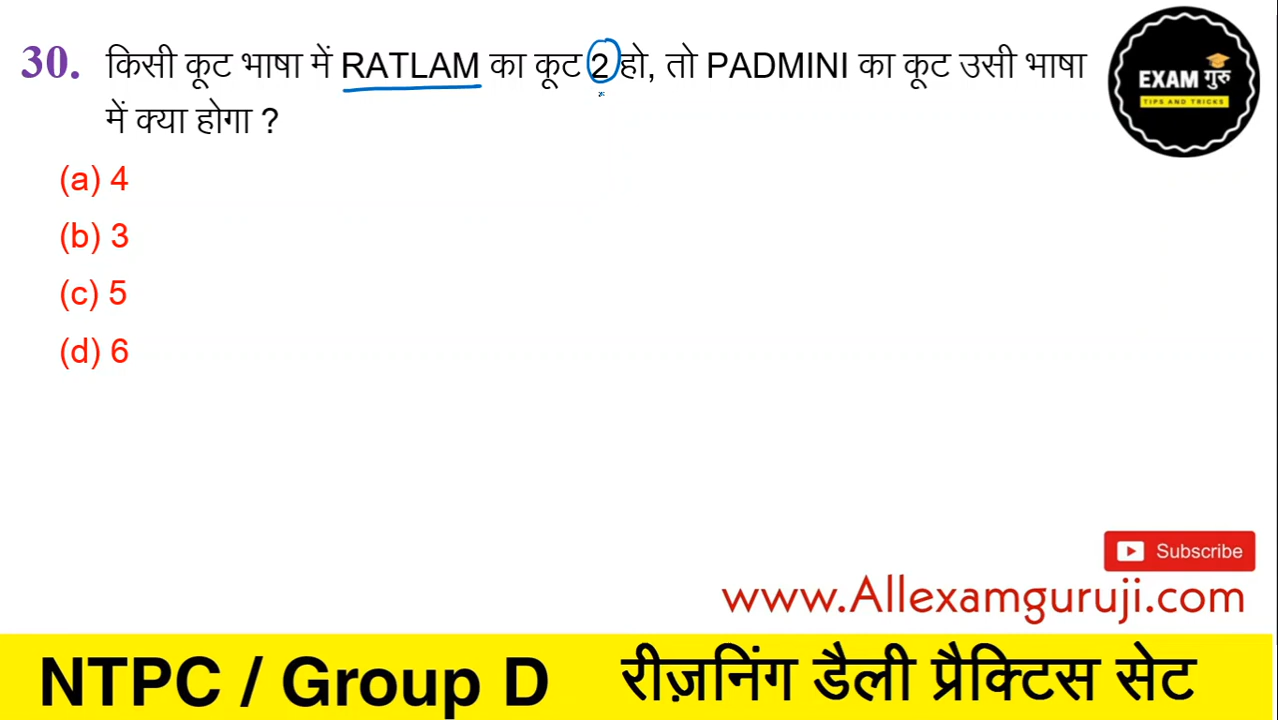 30. किसी कूट भाषा में RATLAM का कूट 2 हो, तो PADMINI का कूट उसी भाषा
में क्या होगा ?
(a) 4
(b) 3
(c) 5
(d) 6
EXAM गुरु
TIPS AND TRICKS
Subscribe
www.Allexamguruji.com
NTPC / Group D रीज़निंग डैली प्रैक्टिस सेट